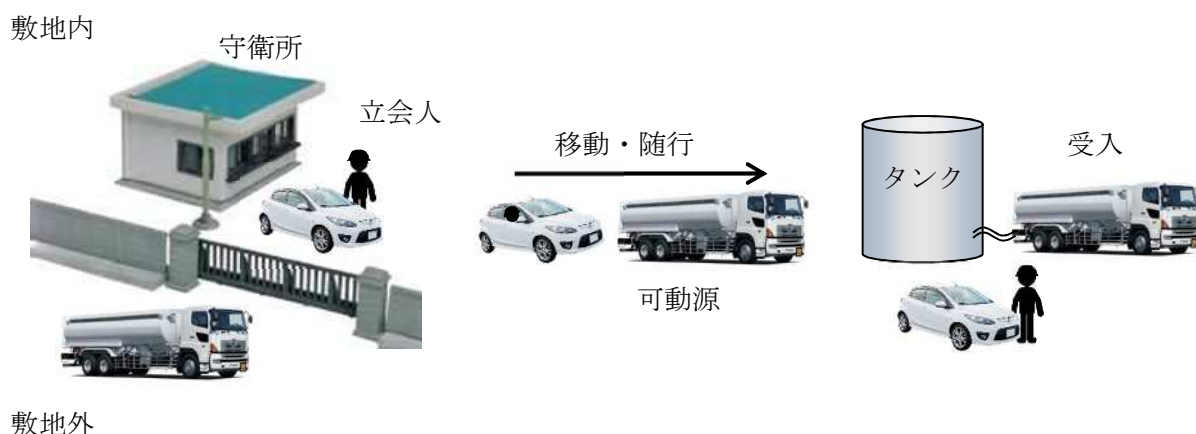 敷地内
守衛所
立会人
移動・随行
可動源
タンク
受入
敷地外